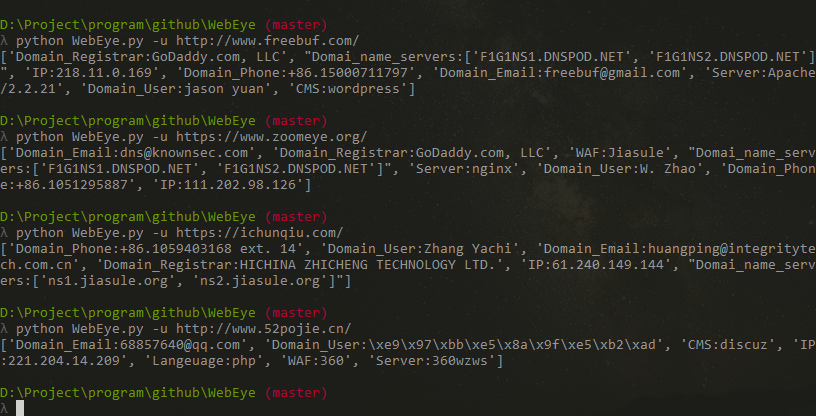 D:\Project\program\github\WebEye (master)
λ python WebEye.py -u http://www.freebuf.com/
['Domain_Registrar:GoDaddy.com, LLC', "Domai_name_servers:['F1G1NS1.DNSPOD.NET', 'F1G1NS2.DNSPOD.NET']
", 'IP:218.11.0.169', 'Domain_Phone:+86.15000711797', 'Domain_Email:freebuf@gmail.com', 'Server:Apache
/2.2.21', 'Domain_User:jason yuan', 'CMS:wordpress']
D:\Project\program\github\WebEye (master)
λ python WebEye.py -u https://www.zoomeye.org/
['Domain_Email:dns@knownsec.com', 'Domain_Registrar:GoDaddy.com, LLC', 'WAF:Jiasule', "Domai_name_serv
ers:['F1G1NS1.DNSPOD.NET', 'F1G1NS2.DNSPOD.NET']", 'Server:nginx', 'Domain_User:W. Zhao', 'Domain_Phon
e:+86.1051295887', 'IP:111.202.98.126']
D:\Project\program\github\WebEye (master)
λ python WebEye.py -u https://ichunqiu.com/
['Domain_Phone:+86.1059403168 ext. 14', 'Domain_User:Zhang Yachi', 'Domain_Email:huangping@integrityte
ch.com.cn', 'Domain_Registrar:HICHINA ZHICHENG TECHNOLOGY LTD.', 'IP:61.240.149.144', "Domai_name_serv
ers:['ns1.jiasule.org', 'ns2.jiasule.org']"]
D:\Project\program\github\WebEye (master)
λ python WebEye.py -u http://www.52pojie.cn/
['Domain_Email:68857640@qq.com', 'Domain_User:\xe9\x97\xbb\xe5\x8a\x9f\xe5\xb2\xad', 'CMS:discuz', 'IP
:221.204.14.209', 'Langeuage:php', 'WAF:360', 'Server:360wzws']
D:\Project\program\github\WebEye (master)
λ